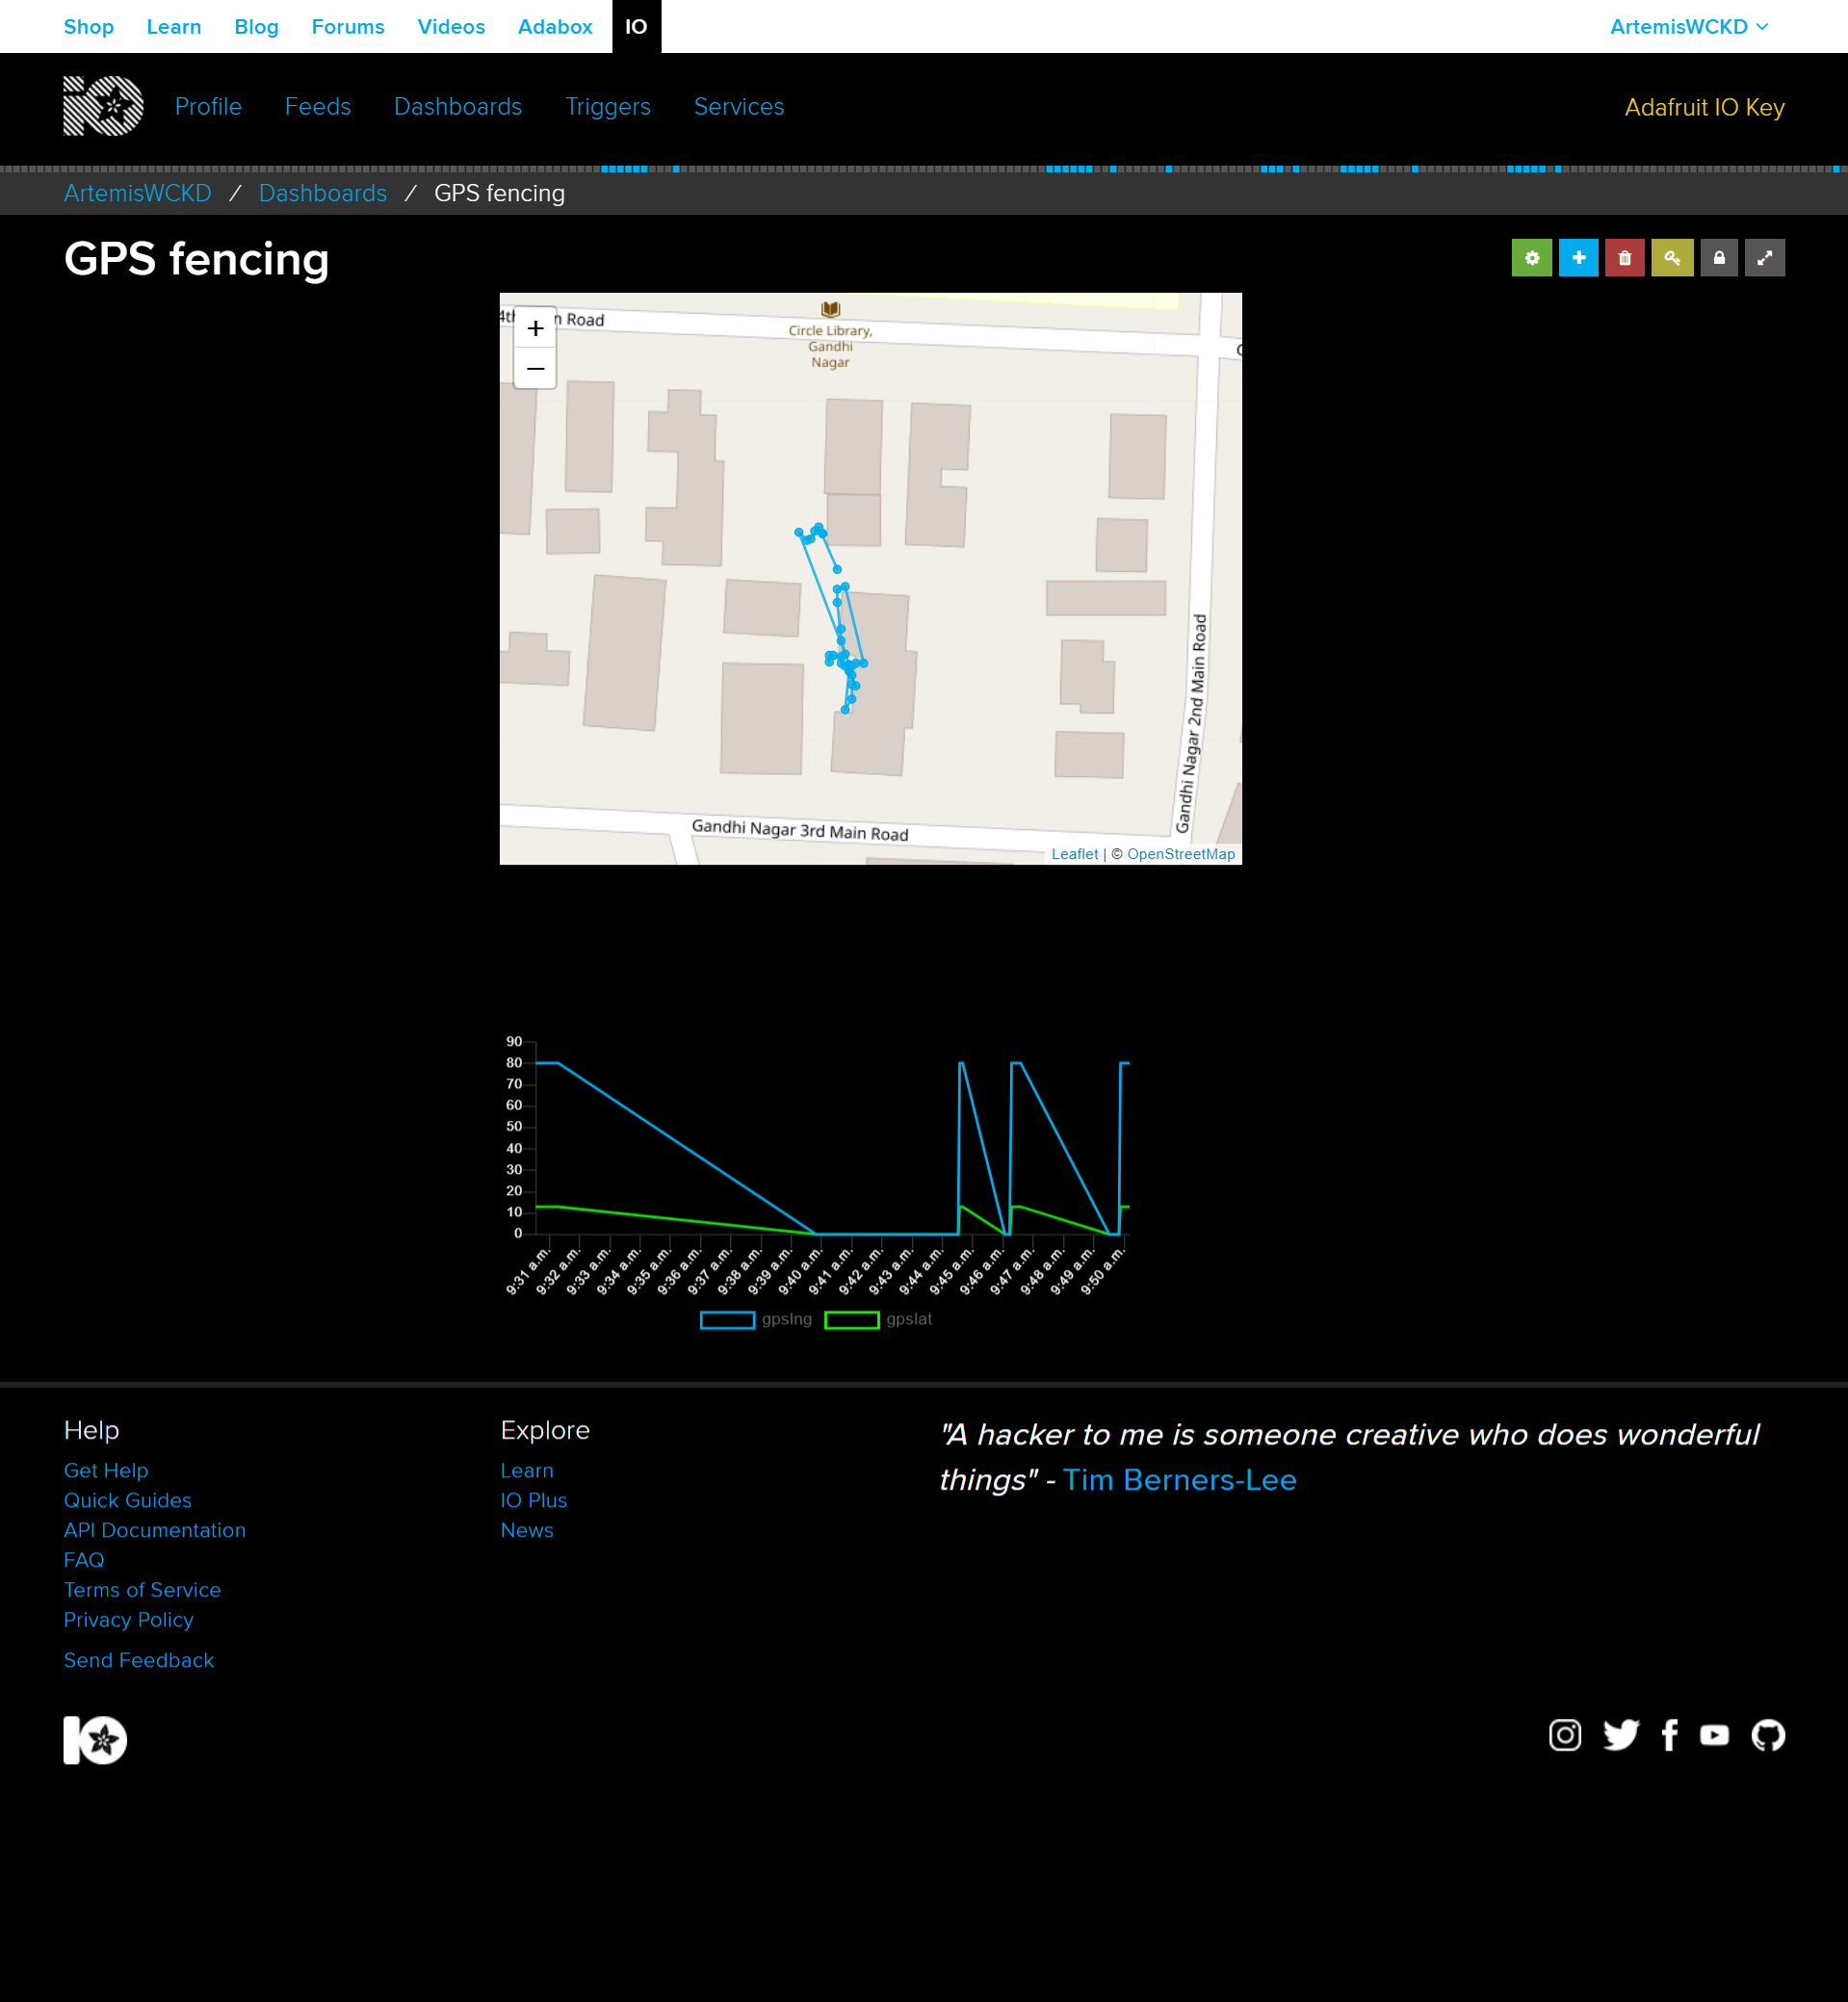 Shop Learn Blog Forums Videos Adabox IO ArtemisWCKD
Profile Feeds Dashboards Triggers Services Adafruit IO Key
ArtemisWCKD / Dashboards / GPS fencing
GPS fencing
+
−
Circle Library,
Gandhi
Nagar
Gandhi Nagar 2nd Main Road
Gandhi Nagar 3rd Main Road
Leaflet | © OpenStreetMap
90
80
70
60
50
40
30
20
10
0
9:31 a.m. 9:32 a.m. 9:33 a.m. 9:34 a.m. 9:35 a.m. 9:36 a.m. 9:37 a.m. 9:38 a.m. 9:39 a.m. 9:40 a.m. 9:41 a.m. 9:42 a.m. 9:43 a.m. 9:44 a.m. 9:45 a.m. 9:46 a.m. 9:47 a.m. 9:48 a.m. 9:49 a.m. 9:50 a.m.
gpslng gpslat
Help
Get Help
Quick Guides
API Documentation
FAQ
Terms of Service
Privacy Policy
Send Feedback
Explore
Learn
IO Plus
News
"A hacker to me is someone creative who does wonderful
things" - Tim Berners-Lee